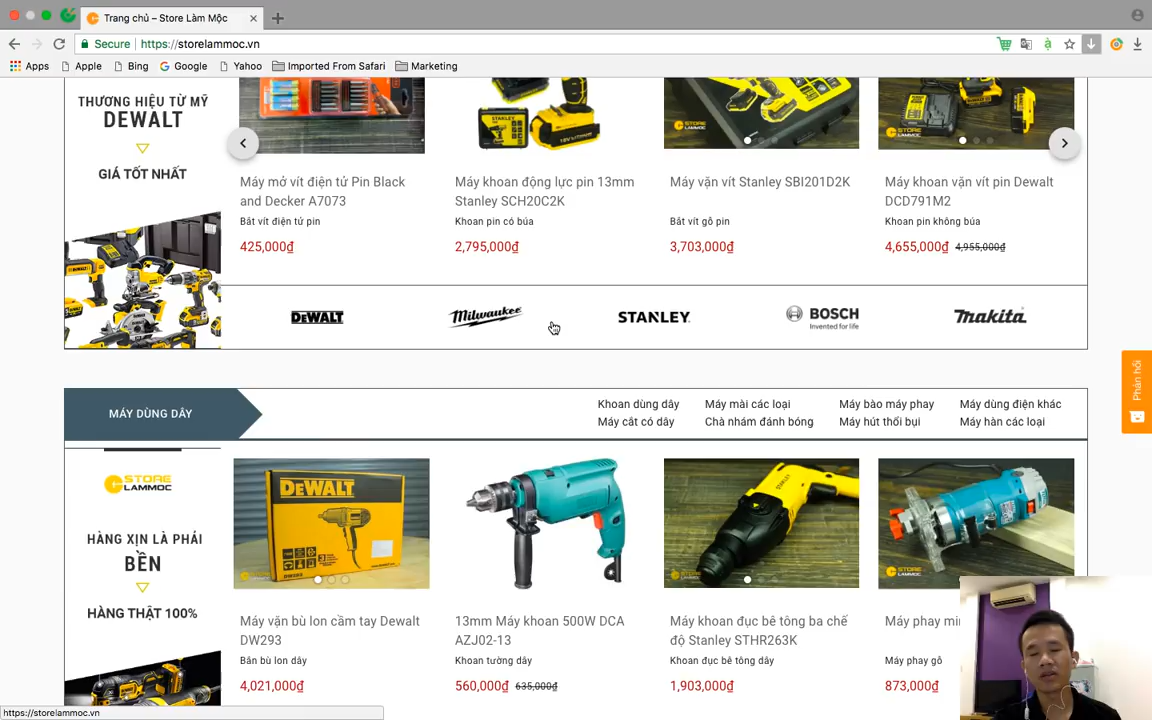 Trang chủ – Store Làm Mộc
Secure
https://storelammoc.vn
Apps
Apple
Bing
Google
Yahoo
Imported From Safari
Marketing
THƯƠNG HIỆU TỪ MỸ
DEWALT
GIÁ TỐT NHẤT
Máy mở vít điện tử Pin Black
and Decker A7073
Bắt vít điện tử pin
425,000₫
Máy khoan động lực pin 13mm
Stanley SCH20C2K
Khoan pin có búa
2,795,000₫
Máy vặn vít Stanley SBI201D2K
Bắt vít gỗ pin
3,703,000₫
Máy khoan vặn vít pin Dewalt
DCD791M2
Khoan pin không búa
4,655,000₫ 4,955,000₫
DEWALT
Milwaukee
STANLEY
BOSCH
Invented for life
Makita
Phản hồi
MÁY DÙNG DÂY
Khoan dùng dây
Máy mài các loại
Máy bào máy phay
Máy dùng điện khác
Máy cắt có dây
Chà nhám đánh bóng
Máy hút thổi bụi
Máy hàn các loại
STORE
LAMMOC
HÀNG XỊN LÀ PHẢI
BỀN
HÀNG THẬT 100%
DEWALT
Máy vặn bù lon cầm tay Dewalt
DW293
Bắn bù lon dây
4,021,000₫
13mm Máy khoan 500W DCA
AZJ02-13
Khoan tường dây
560,000₫ 635,000₫
STANLEY
Máy khoan đục bê tông ba chế
độ Stanley STHR263K
Khoan đục bê tông dây
1,903,000₫
Máy phay
Máy phay gỗ
873,000₫
https://storelammoc.vn